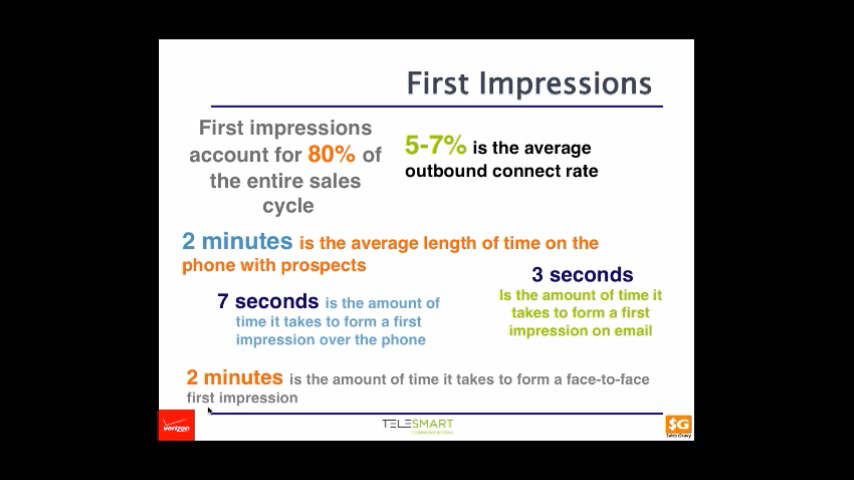 First Impressions
First impressions
account for 80% of
the entire sales
cycle
5-7% is the average
outbound connect rate
2 minutes is the average length of time on the
phone with prospects
3 seconds
Is the amount of time it
takes to form a first
impression on email
7 seconds is the amount of
time it takes to form a first
impression over the phone
2 minutes is the amount of time it takes to form a face-to-face
first impression
verizon
TELESMART
COMMUNICATIONS
$G